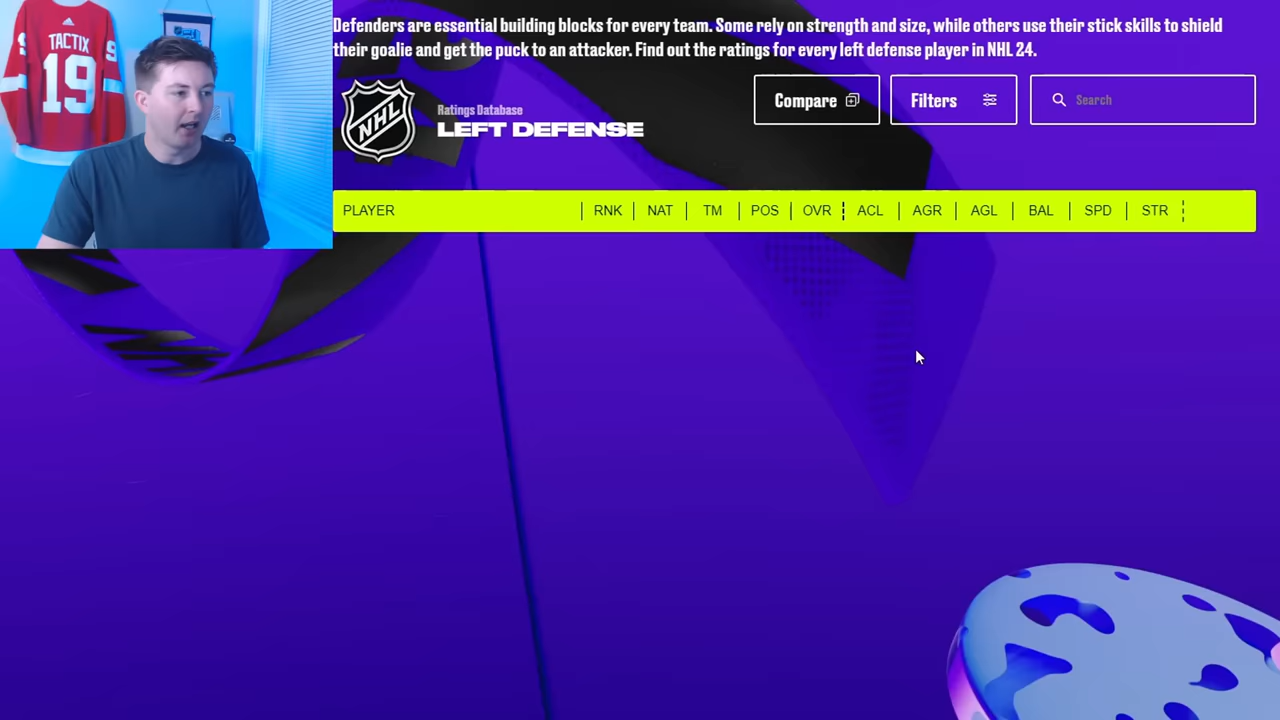 TACTIX
9 9
19
Defenders are essential building blocks for every team. Some rely on strength and size, while others use their stick skills to shield
their goalie and get the puck to an attacker. Find out the ratings for every left defense player in NHL 24.
NHL
Ratings Database
LEFT DEFENSE
Compare
Filters
Search
PLAYER RNK NAT TM POS OVR ACL AGR AGL BAL SPD STR